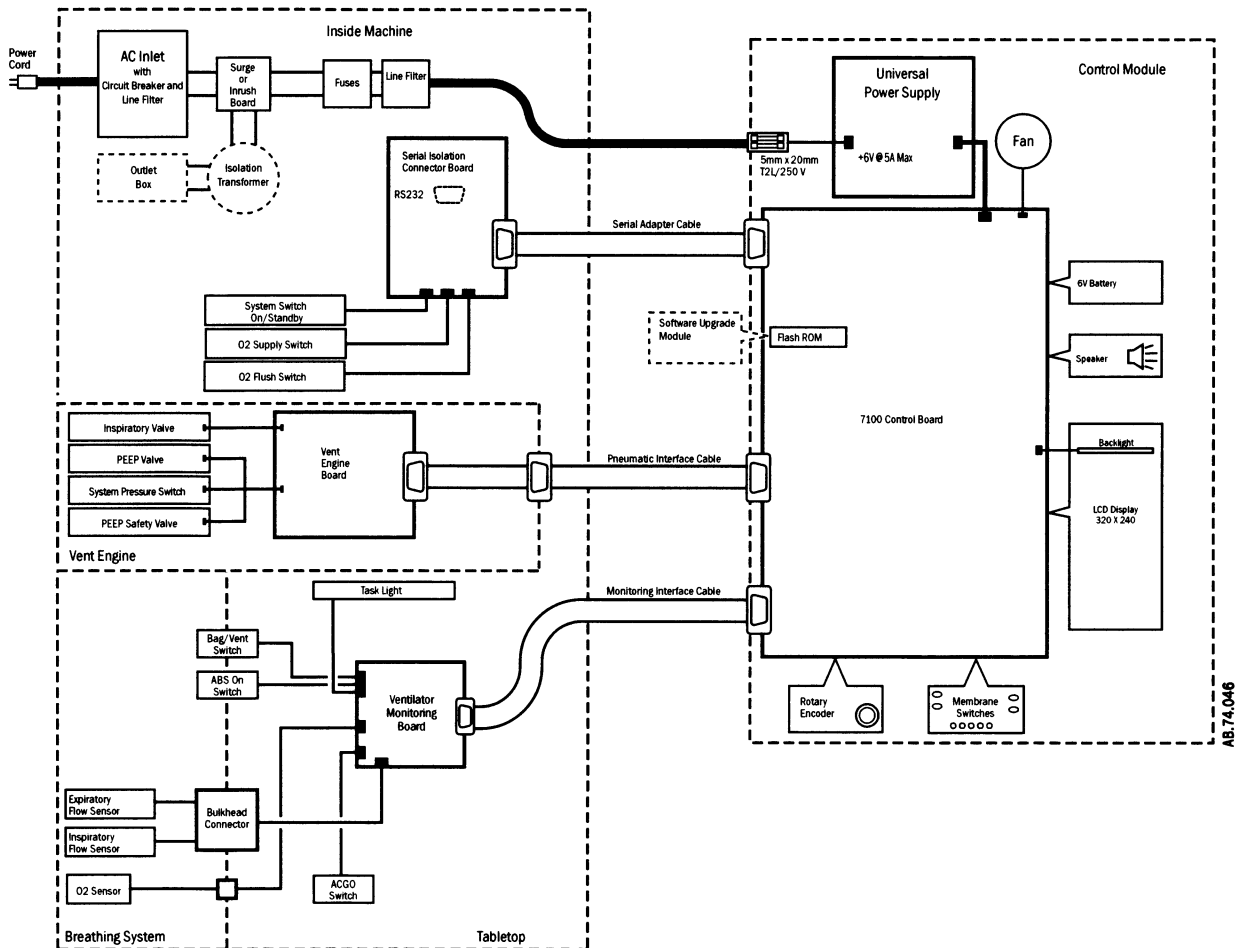 Inside Machine
Power
Cord
AC Inlet
with
Circuit Breaker and
Line Filter
Surge
or
Inrush
Board
Fuses
Line Filter
Outlet
Box
Isolation
Transformer
Serial Isolation
Connector Board
RS232
System Switch
On/Standby
O2 Supply Switch
O2 Flush Switch
Serial Adapter Cable
Control Module
Universal
Power Supply
+6V @ 5A Max
5mm x 20mm
T2L/250 V
Fan
6V Battery
Speaker
Software Upgrade
Module
Flash ROM
7100 Control Board
Backlight
LCD Display
320 X 240
Inspiratory Valve
PEEP Valve
System Pressure Switch
PEEP Safety Valve
Vent
Engine
Board
Pneumatic Interface Cable
Vent Engine
Task Light
Monitoring Interface Cable
Bag/Vent
Switch
ABS On
Switch
Ventilator
Monitoring
Board
Rotary
Encoder
Membrane
Switches
Expiratory
Flow Sensor
Inspiratory
Flow Sensor
Bulkhead
Connector
O2 Sensor
ACGO
Switch
Breathing System
Tabletop
AB.74.046